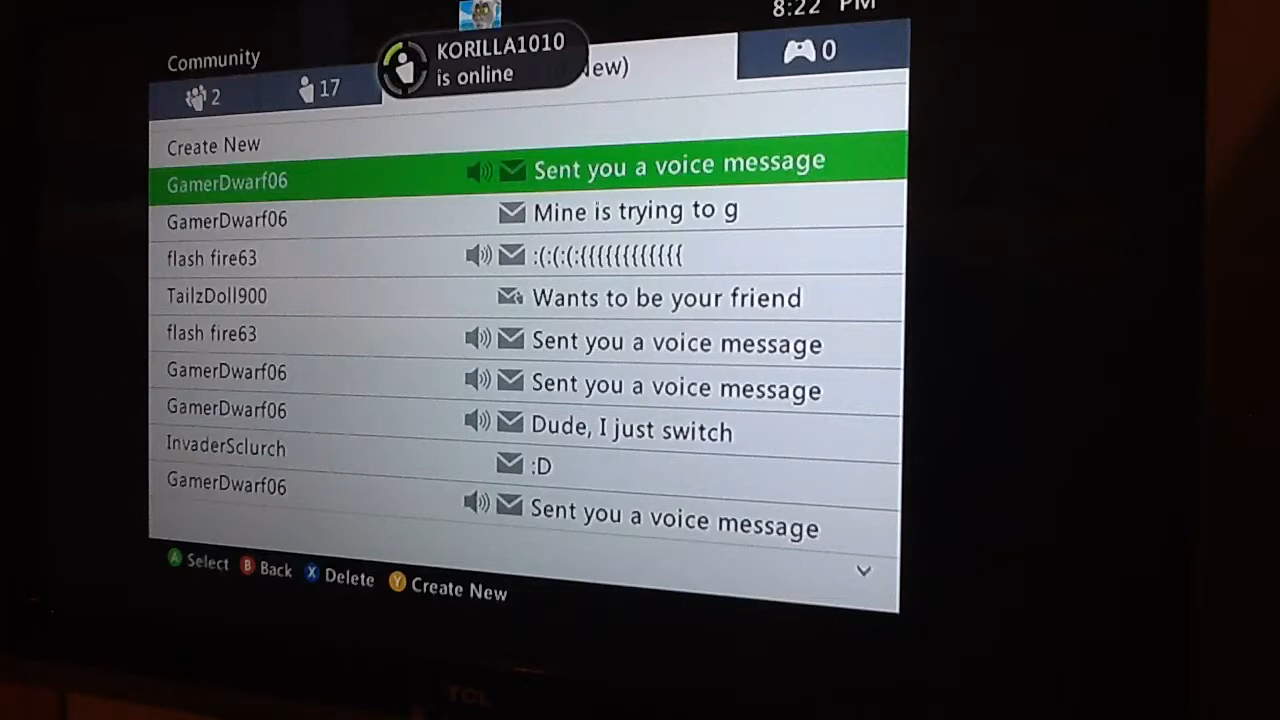 8:22 PM
Community
KORILLA1010
is online
2
17
New)
0
Create New
GamerDwarf06 Sent you a voice message
GamerDwarf06 Mine is trying to g
flash fire63 :(:(:(:{{{{{{{{{{{{
TailzDoll900 Wants to be your friend
flash fire63 Sent you a voice message
GamerDwarf06 Sent you a voice message
GamerDwarf06 Dude, I just switch
InvaderSclurch :D
GamerDwarf06 Sent you a voice message
A Select B Back X Delete Y Create New
TCL